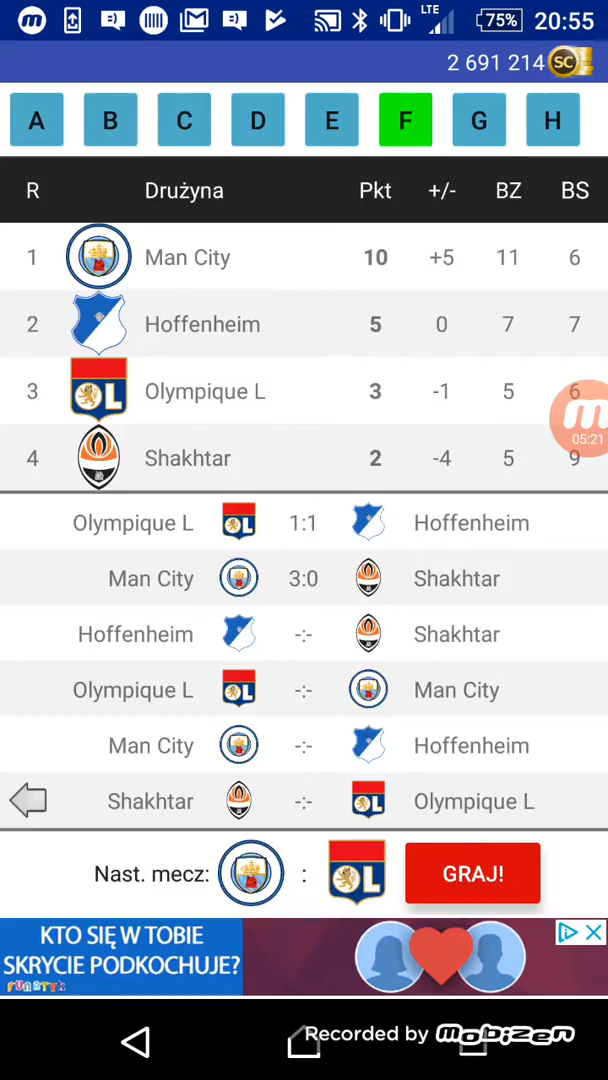 LTE 75% 20:55
2 691 214 SC
A B C D E F G H
R Drużyna Pkt +/- BZ BS
1 Man City 10 +5 11 6
2 Hoffenheim 5 0 7 7
3 Olympique L 3 -1 5 6
05:21
4 Shakhtar 2 -4 5 9
Olympique L 1:1 Hoffenheim
Man City 3:0 Shakhtar
Hoffenheim -:- Shakhtar
Olympique L -:- Man City
Man City -:- Hoffenheim
Shakhtar -:- Olympique L
Nast. mecz: : GRAJ!
KTO SIĘ W TOBIE
SKRYCIE PODKOCHUJE?
Recorded by mobizen